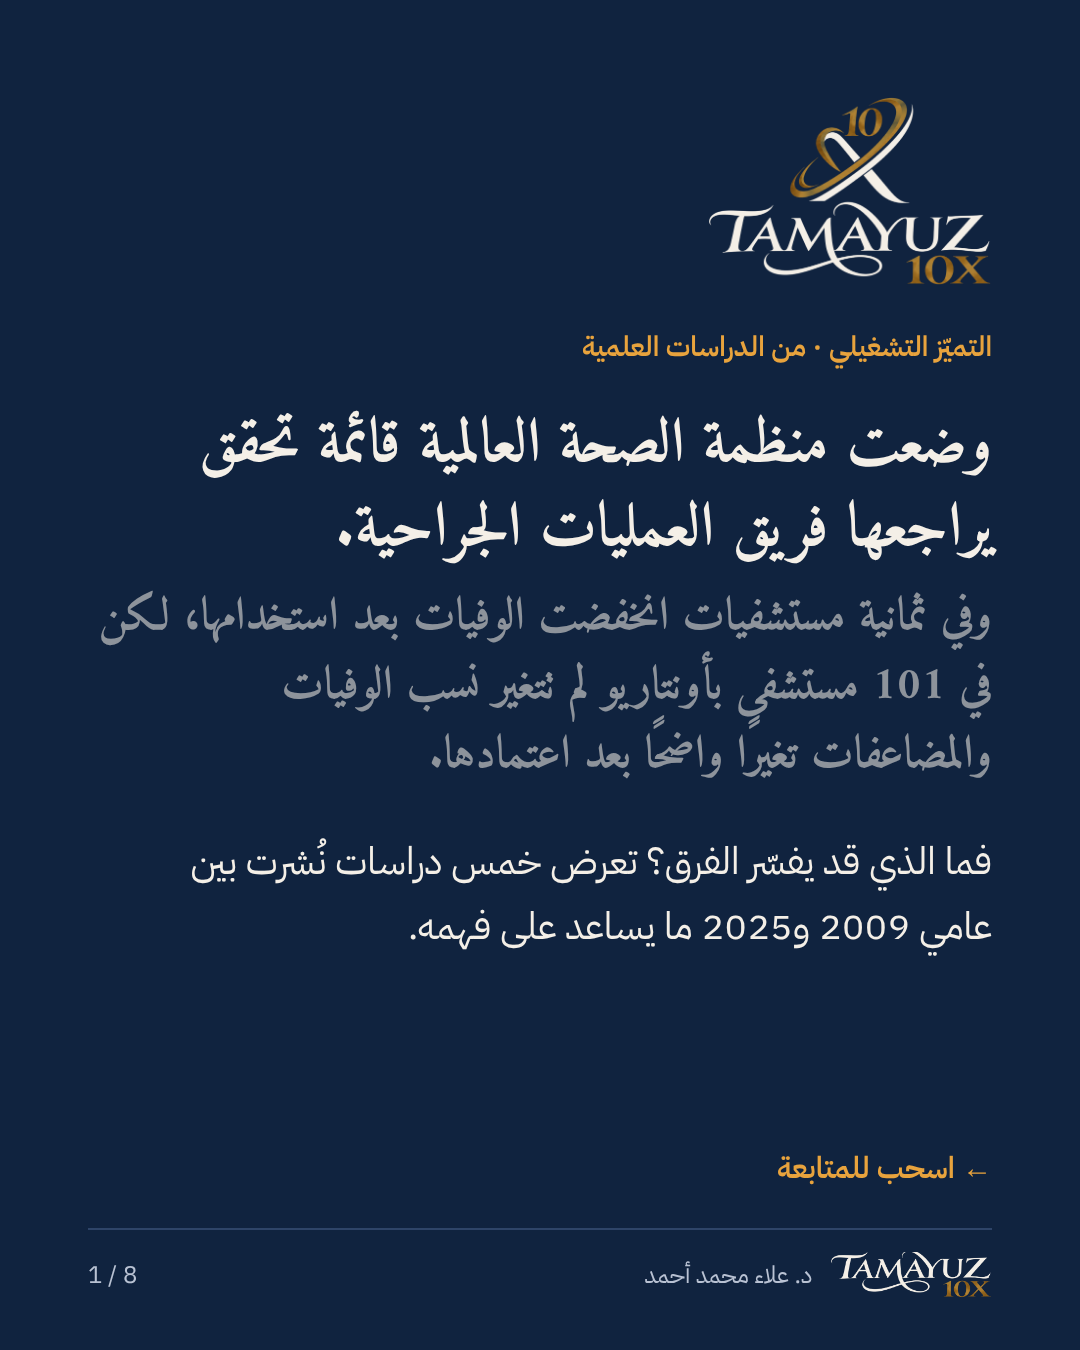 10
TAMAYUZ
10X
التميّز التشغيلي · من الدراسات العلمية
وضعت منظمة الصحة العالمية قائمة تحقق
يراجعها فريق العمليات الجراحية.
وفي ثمانية مستشفيات انخفضت الوفيات بعد استخدامها، لكن
في 101 مستشفى بأونتاريو لم تتغير نسب الوفيات
والمضاعفات تغيرًا واضحًا بعد اعتمادها.
فما الذي قد يفسّر الفرق؟ تعرض خمس دراسات نُشرت بين
عامي 2009 و2025 ما يساعد على فهمه.
← اسحب للمتابعة
TAMAYUZ
10X
د. علاء محمد أحمد
1 / 8